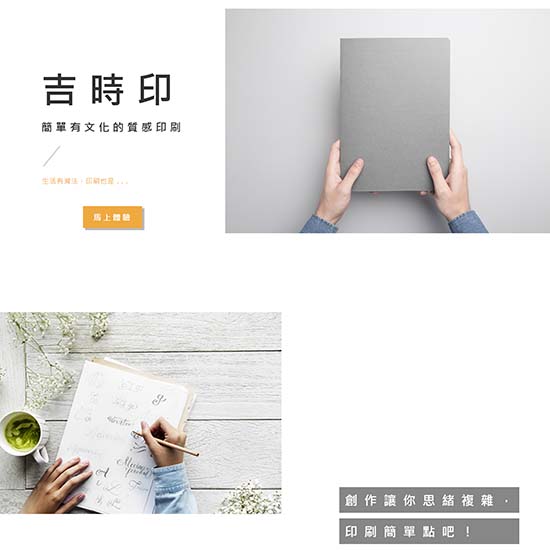 吉時印
簡單有文化的質感印刷
生活有減法，印刷也是...
馬上體驗
創作讓你思緒複雜，
印刷簡單點吧！